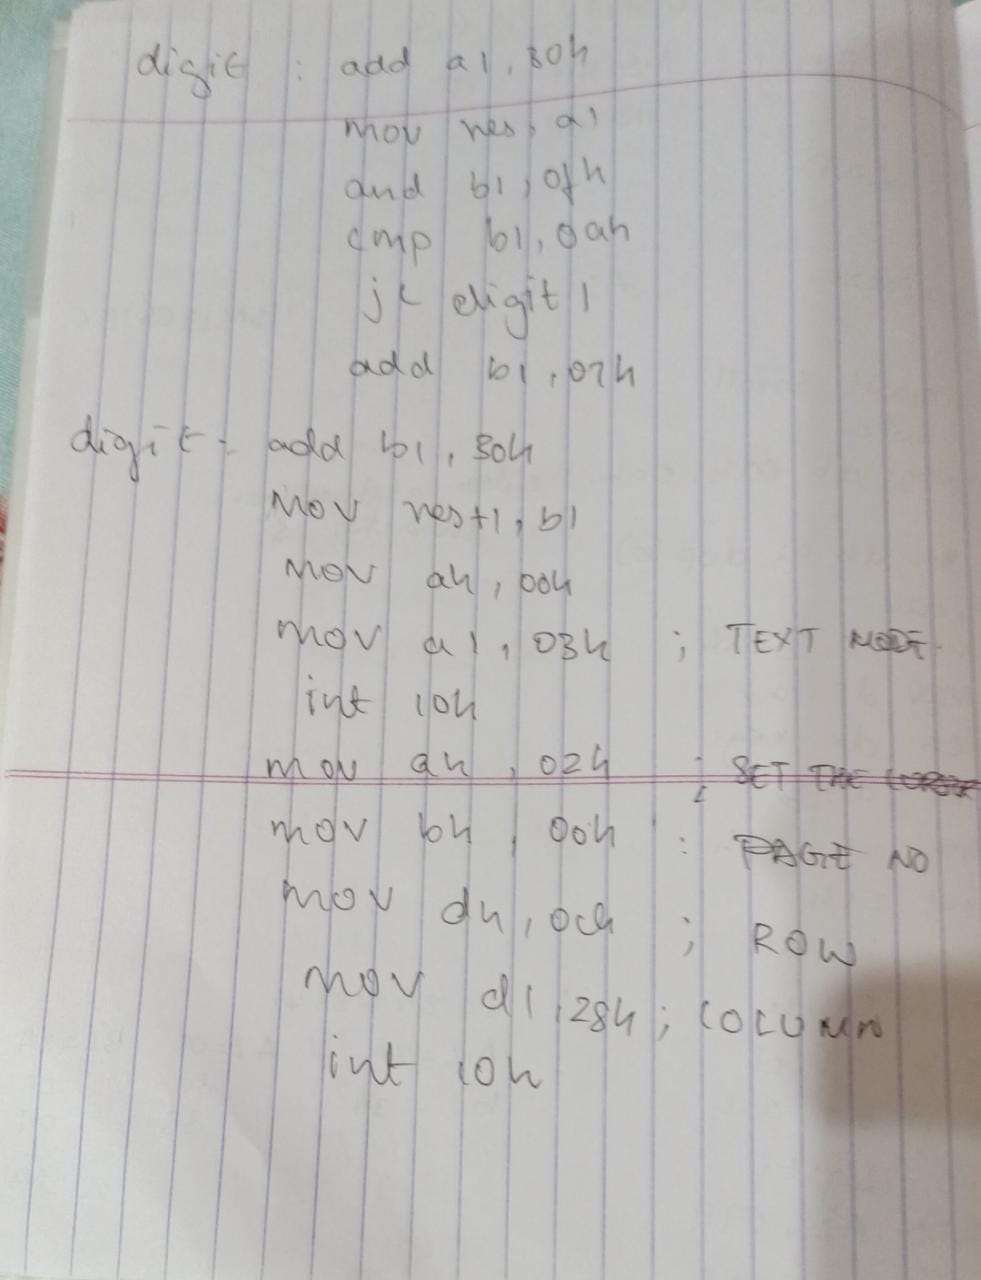 digit : add al, 30h
mov res, al
and bl, 0fh
cmp bl, 0ah
jc digit1
add bl, 07h
digit : add bl, 30h
mov res+1, bl
mov ah, 00h
mov al, 03h ; TEXT MODE
int 10h
mov ah, 02h ; SET THE
mov bh, 00h ; PAGE NO
mov dh, 0ch ; ROW
mov dl, 28h ; COLUMN
int 10h